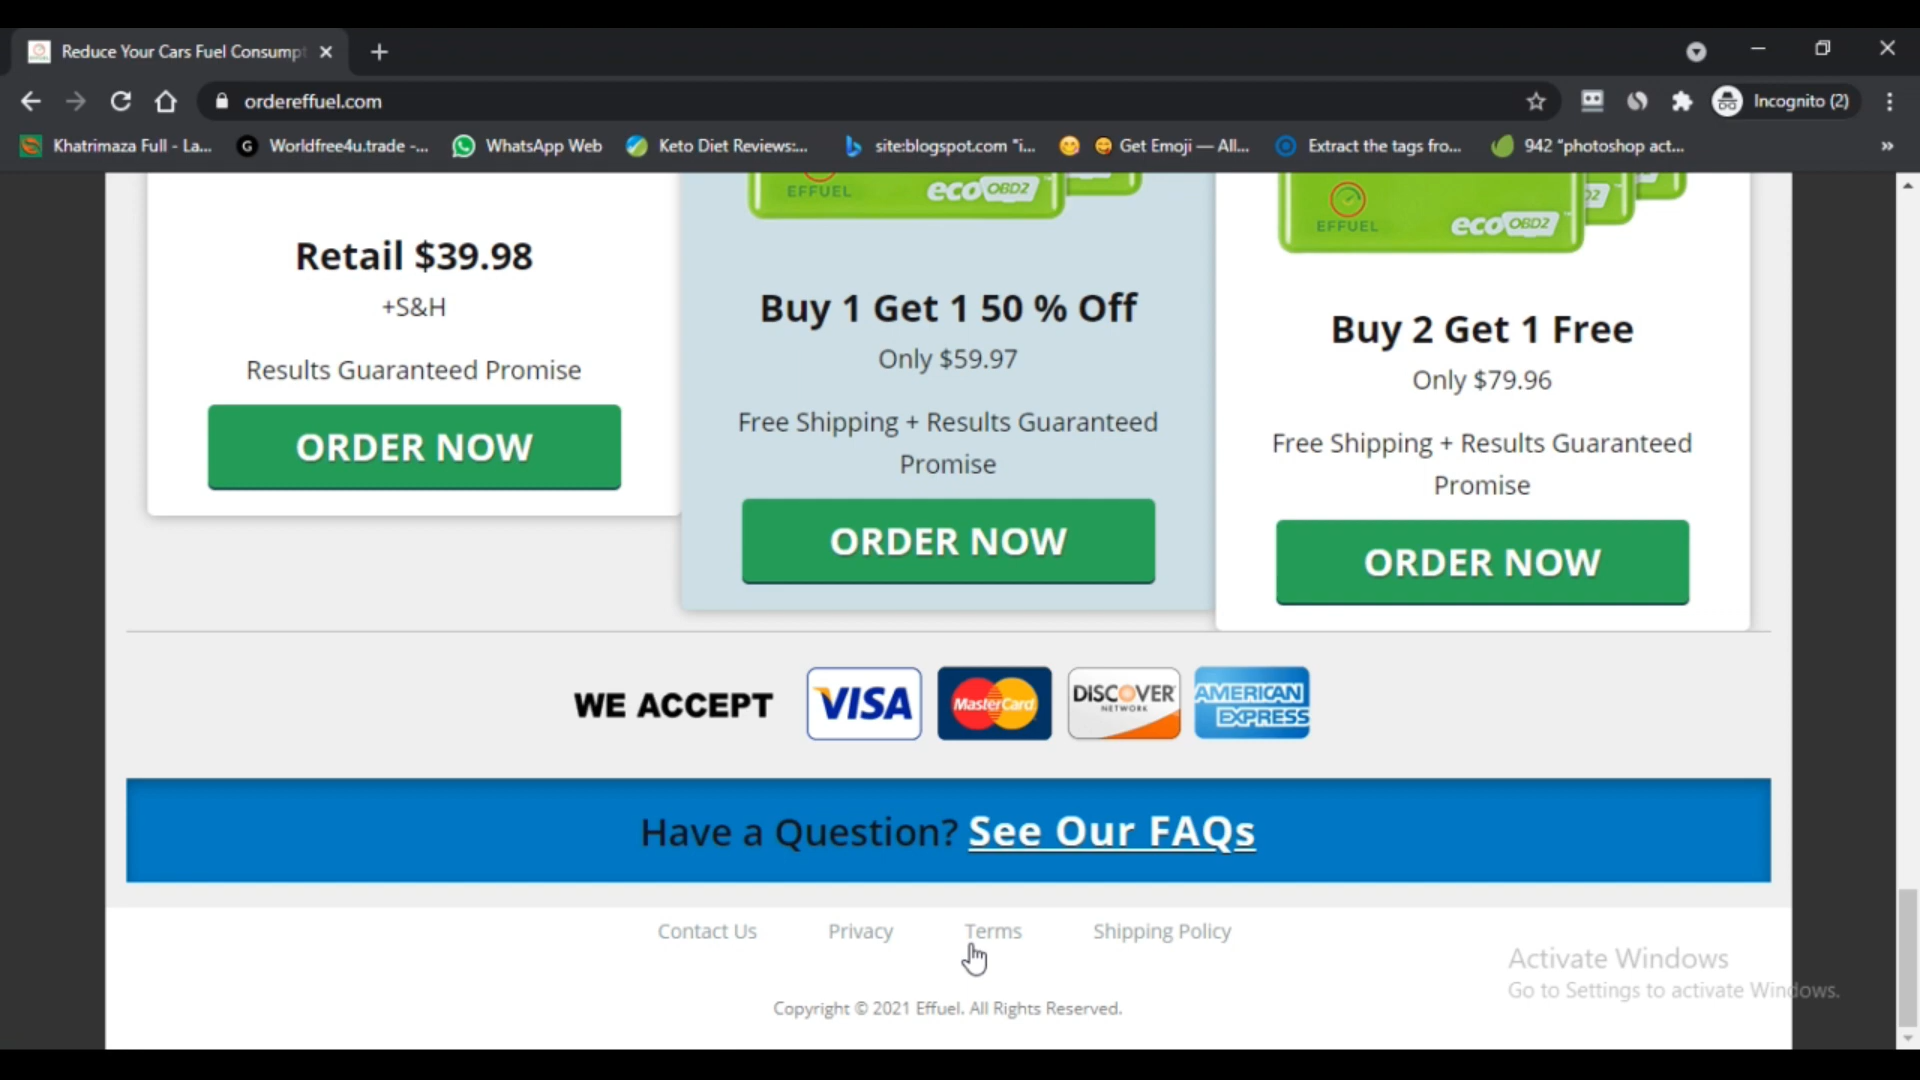 Reduce Your Cars Fuel Consumpt
ordereffuel.com
Incognito (2)
Khatrimaza Full - La...
Worldfree4u.trade -...
WhatsApp Web
Keto Diet Reviews:...
site:blogspot.com "i...
Get Emoji — All...
Extract the tags fro...
942 "photoshop act...
»
EFFUEL
eco OBD2
EFFUEL
eco OBD2
D2
Retail $39.98
+S&H
Results Guaranteed Promise
ORDER NOW
Buy 1 Get 1 50 % Off
Only $59.97
Free Shipping + Results Guaranteed
Promise
ORDER NOW
Buy 2 Get 1 Free
Only $79.96
Free Shipping + Results Guaranteed
Promise
ORDER NOW
WE ACCEPT
VISA
MasterCard
DISCOVER
NETWORK
AMERICAN
EXPRESS
Have a Question? See Our FAQs
Contact Us
Privacy
Terms
Shipping Policy
Copyright © 2021 Effuel. All Rights Reserved.
Activate Windows
Go to Settings to activate Windows.